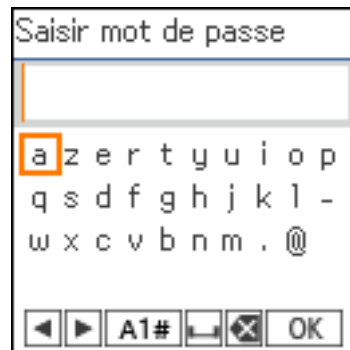 Saisir mot de passe
a z e r t y u i o p
q s d f g h j k l -
w x c v b n m . @
A1# OK